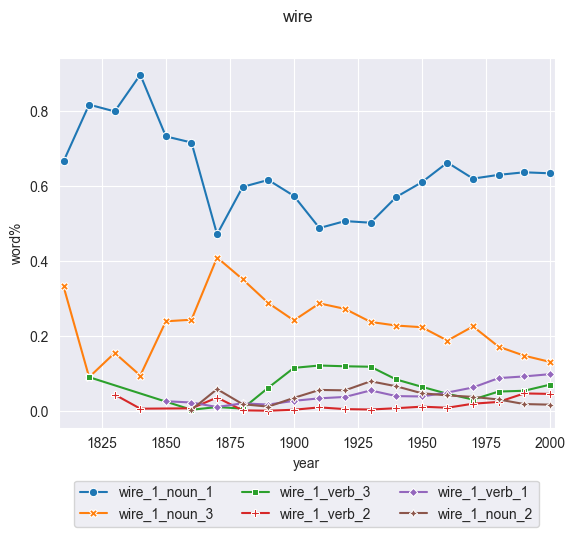 wire
0.8
0.6
0.4
0.2
0.0
word%
1825 1850 1875 1900 1925 1950 1975 2000
year
wire_1_noun_1 wire_1_verb_3 wire_1_verb_1
wire_1_noun_3 wire_1_verb_2 wire_1_noun_2